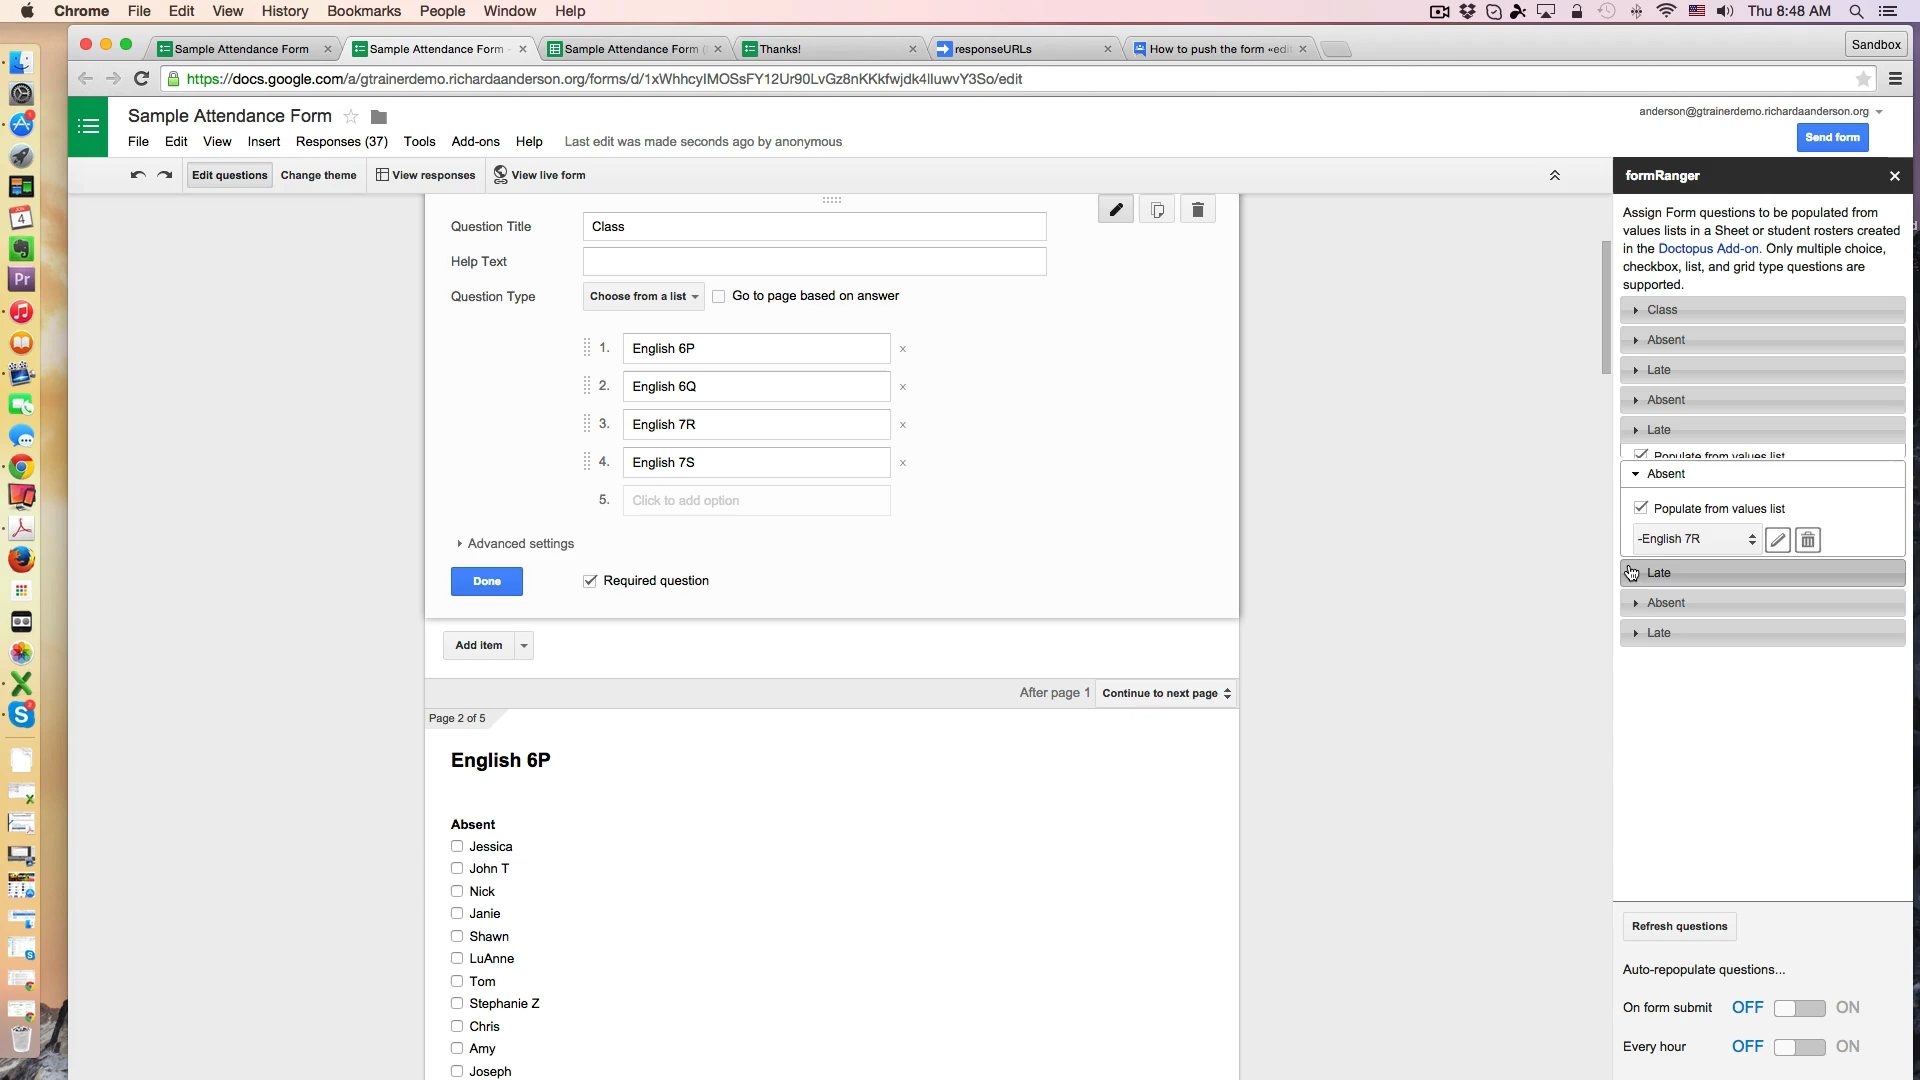 Chrome File Edit View History Bookmarks People Window Help Thu 8:48 AM
Sample Attendance Form
Sample Attendance Form -
Sample Attendance Form (
Thanks!
responseURLs
How to push the form «edi
Sandbox
https://docs.google.com/a/gtrainerdemo.richardaanderson.org/forms/d/1xWhhcyIMOSsFY12Ur90LvGz8nKKkfwjdk4lluwvY3So/edit
Sample Attendance Form
anderson@gtrainerdemo.richardaanderson.org
File Edit View Insert Responses (37) Tools Add-ons Help Last edit was made seconds ago by anonymous
Send form
Edit questions Change theme View responses View live form
Question Title Class
Help Text
Question Type Choose from a list Go to page based on answer
1. English 6P x
2. English 6Q x
3. English 7R x
4. English 7S x
5. Click to add option
Advanced settings
Done Required question
Add item
After page 1 Continue to next page
Page 2 of 5
English 6P
Absent
Jessica
John T
Nick
Janie
Shawn
LuAnne
Tom
Stephanie Z
Chris
Amy
Joseph
formRanger
Assign Form questions to be populated from
values lists in a Sheet or student rosters created
in the Doctopus Add-on. Only multiple choice,
checkbox, list, and grid type questions are
supported.
Class
Absent
Late
Absent
Late
Populate from values list
Absent
Populate from values list
-English 7R
Late
Absent
Late
Refresh questions
Auto-repopulate questions...
On form submit OFF ON
Every hour OFF ON
Pr
4